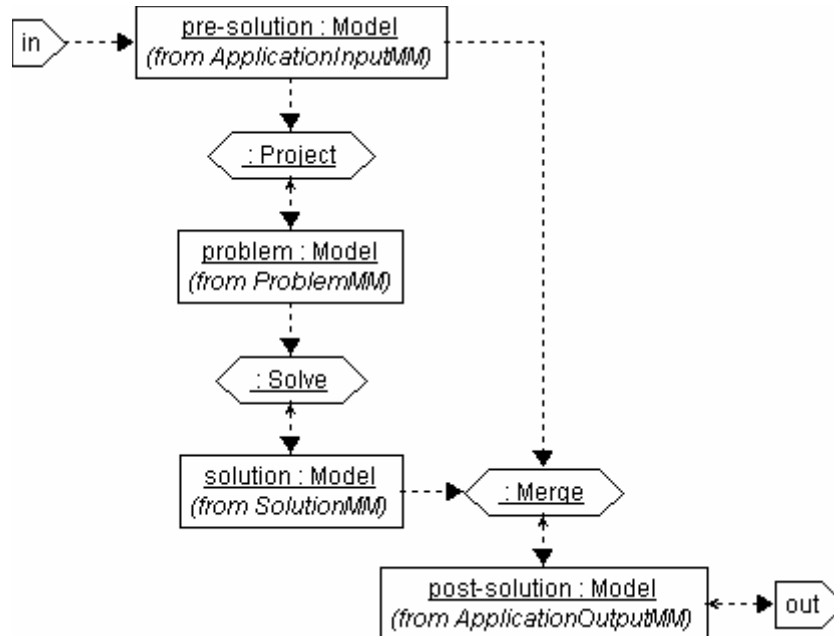 in
pre-solution : Model
(from ApplicationInputMM)
: Project
problem : Model
(from ProblemMM)
: Solve
solution : Model
(from SolutionMM)
: Merge
post-solution : Model
(from ApplicationOutputMM)
out